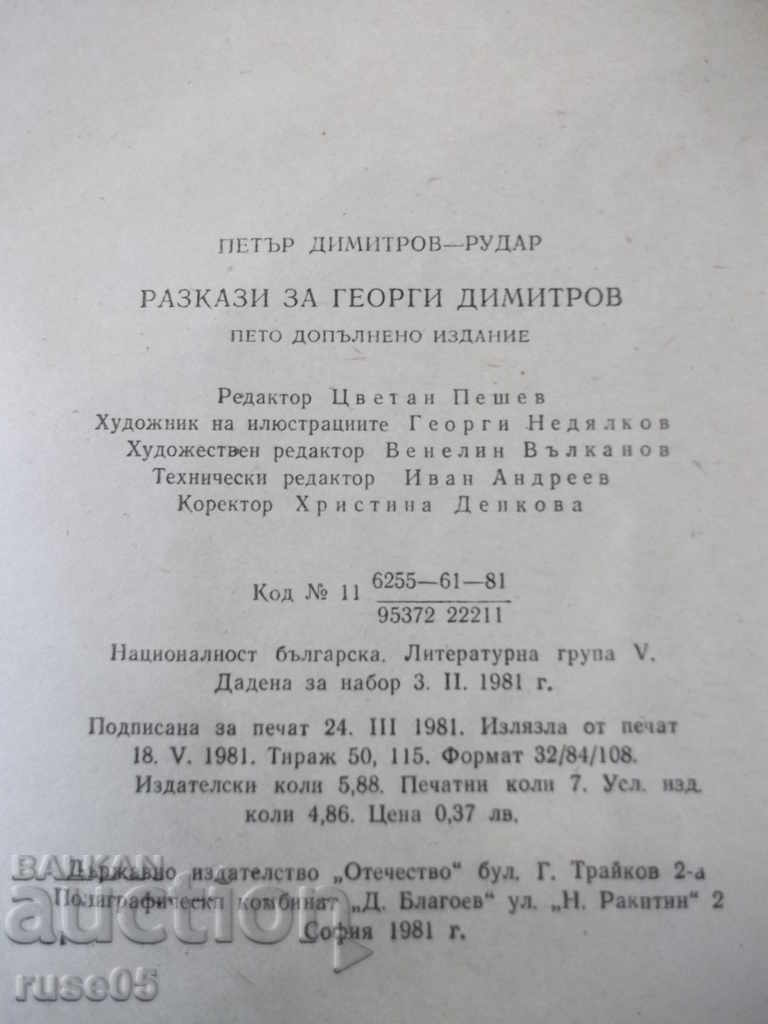 ПЕТЪР ДИМИТРОВ—РУДАР
РАЗКАЗИ ЗА ГЕОРГИ ДИМИТРОВ
ПЕТО ДОПЪЛНЕНО ИЗДАНИЕ
Редактор Цветан Пешев
Художник на илюстрациите Георги Недялков
Художествен редактор Венелин Вълканов
Технически редактор Иван Андреев
Коректор Христина Денкова
Код № 11 6255—61—81
95372 22211
Националност българска. Литературна група V.
Дадена за набор 3. II. 1981 г.
Подписана за печат 24. III 1981. Излязла от печат
18. V. 1981. Тираж 50, 115. Формат 32/84/108.
Издателски коли 5,88. Печатни коли 7. Усл. изд.
коли 4,86. Цена 0,37 лв.
Държавно издателство „Отечество“ бул. Г. Трайков 2-а
Полиграфически комбинат „Д. Благоев“ ул. „Н. Ракитин“ 2
София 1981 г.
BALKAN
auction
ruse05